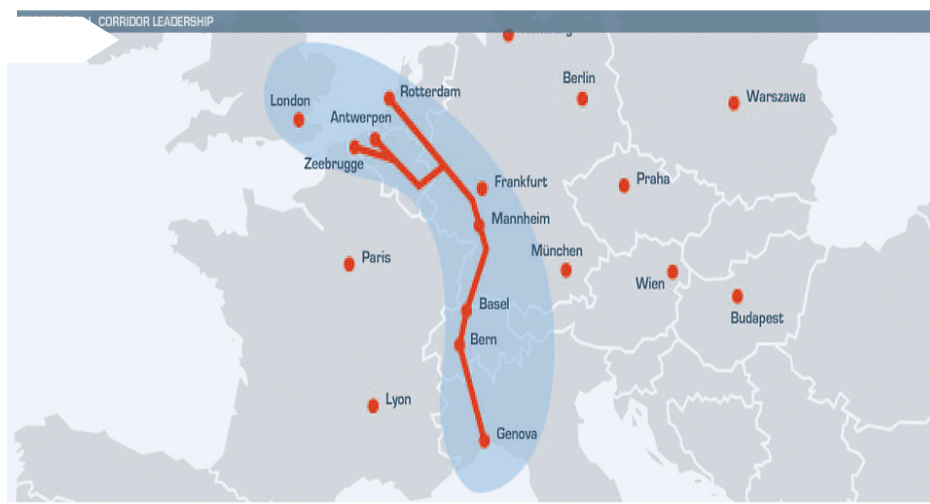 CORRIDOR LEADERSHIP
Berlin
Rotterdam
Warszawa
London
Antwerpen
Zeebrugge
Frankfurt
Praha
Mannheim
München
Paris
Wien
Basel
Budapest
Bern
Lyon
Genova